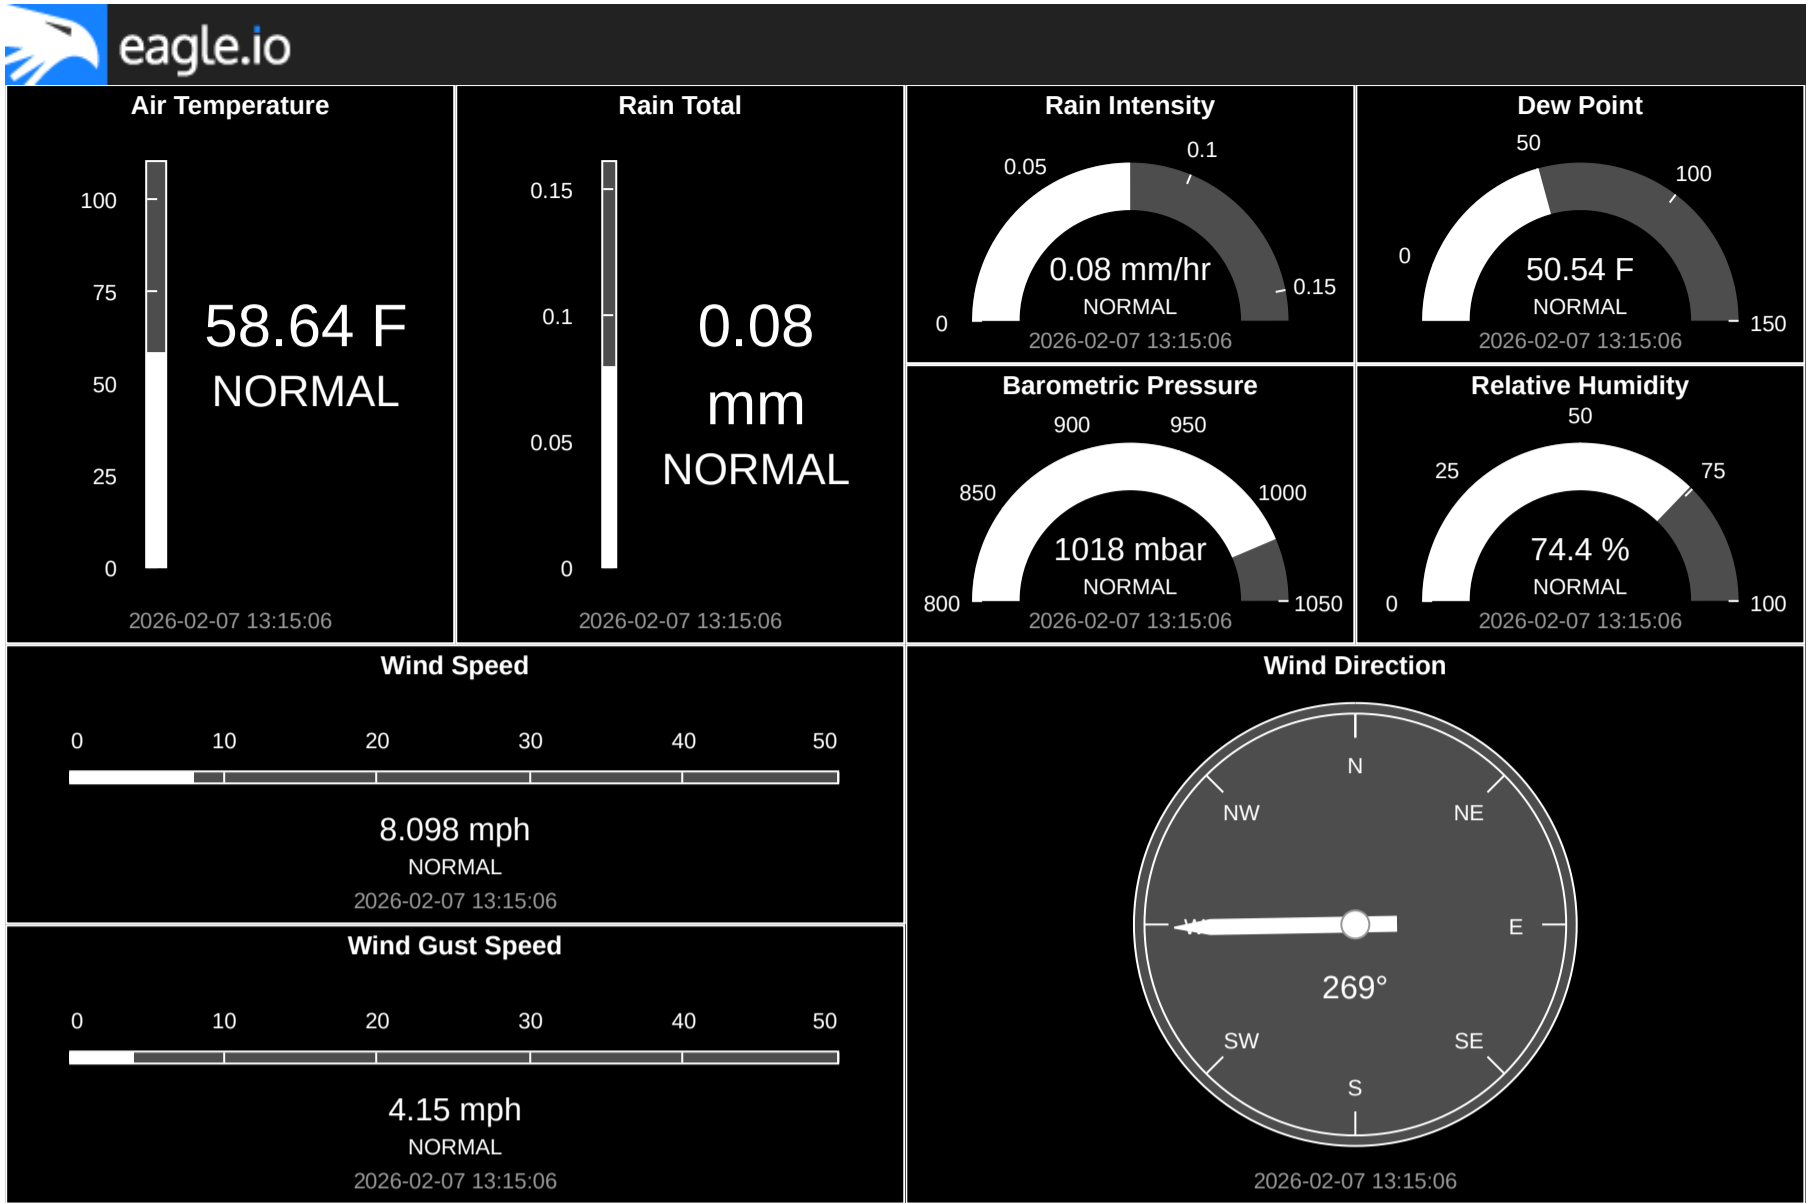 eagle.io
Air Temperature
100
75
50
25
0
58.64 F
NORMAL
2026-02-07 13:15:06
Rain Total
0.15
0.1
0.05
0
0.08
mm
NORMAL
2026-02-07 13:15:06
Rain Intensity
0
0.05
0.1
0.15
0.08 mm/hr
NORMAL
2026-02-07 13:15:06
Dew Point
0
50
100
150
50.54 F
NORMAL
2026-02-07 13:15:06
Barometric Pressure
800
850
900
950
1000
1050
1018 mbar
NORMAL
2026-02-07 13:15:06
Relative Humidity
0
25
50
75
100
74.4 %
NORMAL
2026-02-07 13:15:06
Wind Speed
0 10 20 30 40 50
8.098 mph
NORMAL
2026-02-07 13:15:06
Wind Gust Speed
0 10 20 30 40 50
4.15 mph
NORMAL
2026-02-07 13:15:06
Wind Direction
N
NW NE
W E
269°
SW SE
S
2026-02-07 13:15:06